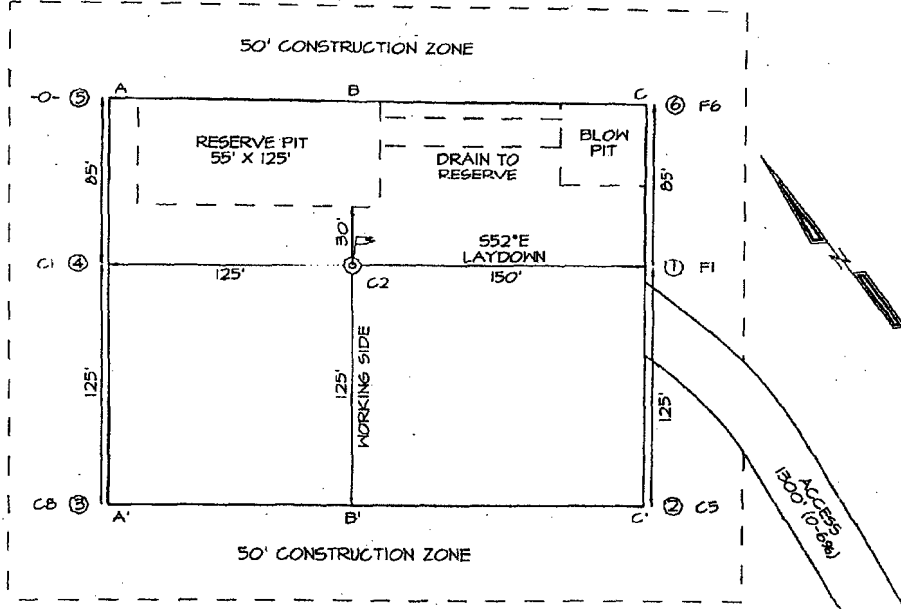 50' CONSTRUCTION ZONE
-0- ⑤ A B C ⑥ F6
RESERVE PIT
55' X 125'
BLOW
PIT
DRAIN TO
RESERVE
85'
85'
30'
S52°E
LAYDOWN
C1 ④ 125' 150' ① F1
C2
N
125'
125'
WORKING SIDE
125'
C8 ③ A' B' C' ② C5
ACCESS
1300' (0-6%)
50' CONSTRUCTION ZONE